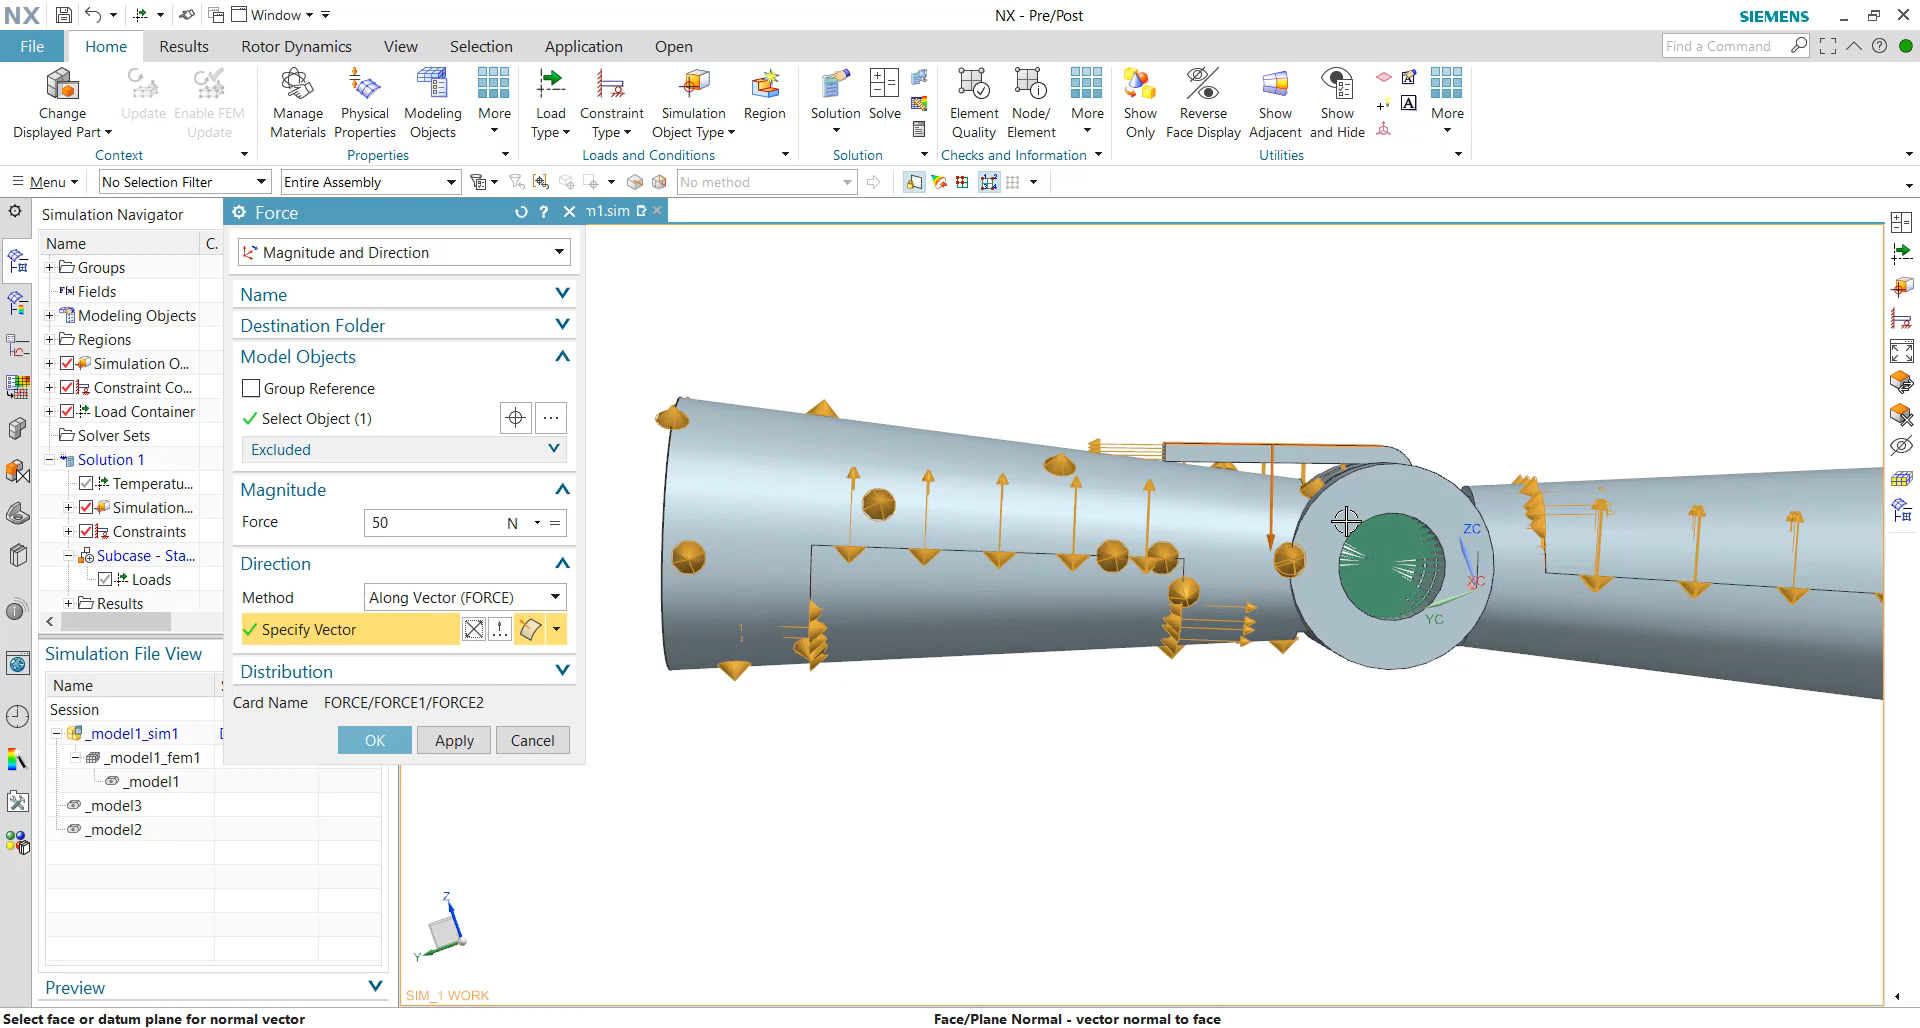 NX
Window
NX - Pre/Post
SIEMENS
File
Home
Results
Rotor Dynamics
View
Selection
Application
Open
Find a Command
Change
Displayed Part
Update
Enable FEM
Update
Context
Manage
Materials
Physical
Properties
Modeling
Objects
More
Properties
Load
Type
Constraint
Type
Simulation
Object Type
Region
Loads and Conditions
Solution
Solve
Solution
Element
Quality
Node/
Element
More
Checks and Information
Show
Only
Reverse
Face Display
Show
Adjacent
Show
and Hide
More
Utilities
Menu
No Selection Filter
Entire Assembly
No method
Simulation Navigator
Name
C.
Groups
Fields
Modeling Objects
Regions
Simulation O...
Constraint Co...
Load Container
Solver Sets
Solution 1
Temperatu...
Simulation...
Constraints
Subcase - Sta...
Loads
Results
Simulation File View
Name
Session
_model1_sim1
_model1_fem1
_model1
_model3
_model2
Preview
Force
m1.sim
Magnitude and Direction
Name
Destination Folder
Model Objects
Group Reference
Select Object (1)
Excluded
Magnitude
Force
50
N
=
Direction
Method
Along Vector (FORCE)
Specify Vector
Distribution
Card Name FORCE/FORCE1/FORCE2
OK
Apply
Cancel
1
ZC
XC
YC
Z
Y
SIM_1 WORK
Select face or datum plane for normal vector
Face/Plane Normal - vector normal to face